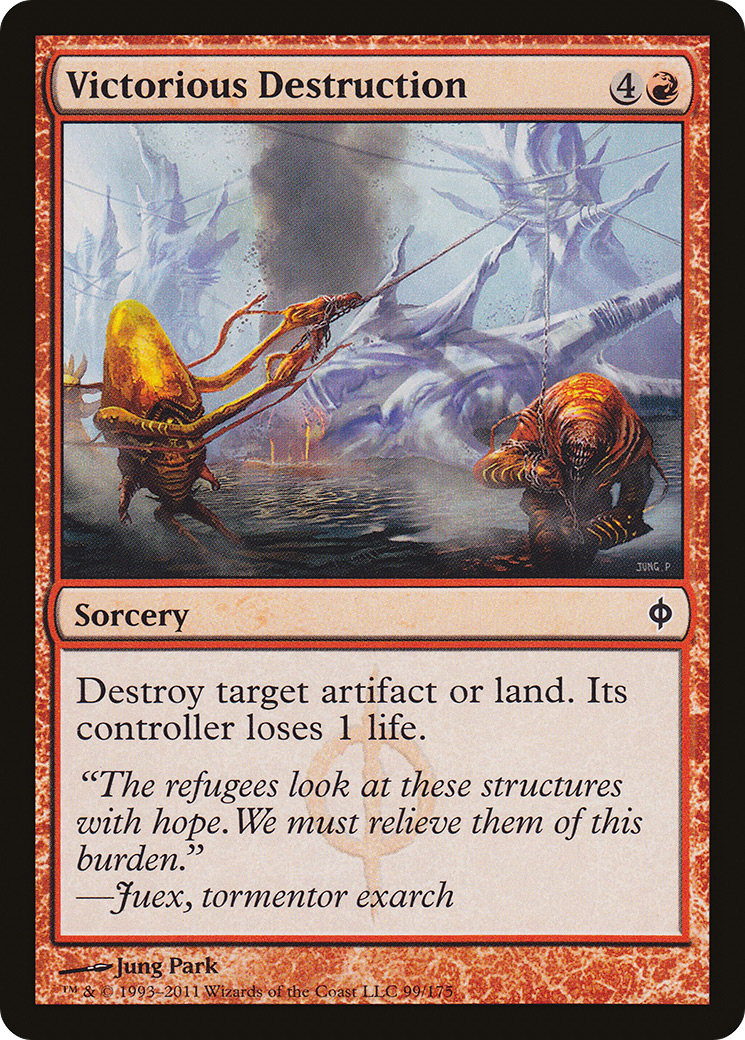 Victorious Destruction 4
JUNG.P
Sorcery
Destroy target artifact or land. Its
controller loses 1 life.
“The refugees look at these structures
with hope. We must relieve them of this
burden.”
—Juex, tormentor exarch
Jung Park
™ & © 1993–2011 Wizards of the Coast LLC 99/175